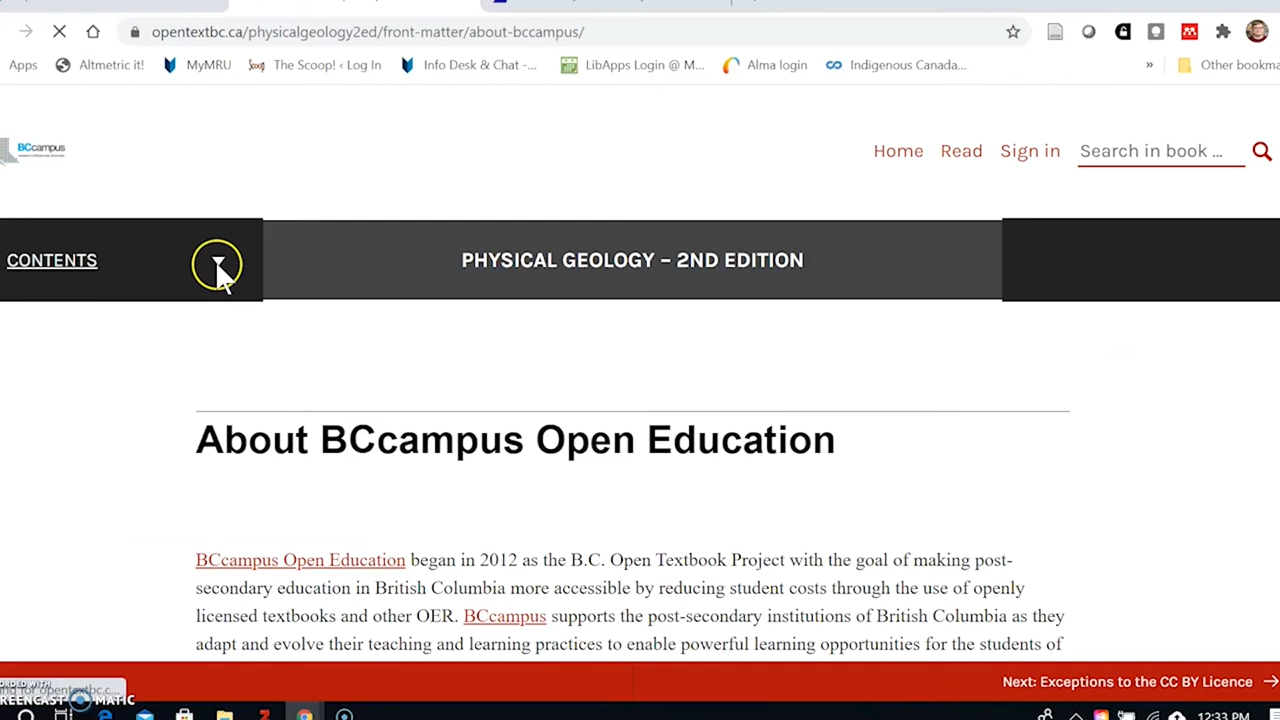 opentextbc.ca/physicalgeology2ed/front-matter/about-bccampus/
Apps Altmetric it! MyMRU The Scoop! ‹ Log In Info Desk & Chat -... LibApps Login @ M... Alma login Indigenous Canada... » Other bookma
BCcampus
Home Read Sign in Search in book ...
CONTENTS
PHYSICAL GEOLOGY – 2ND EDITION
About BCcampus Open Education
BCcampus Open Education began in 2012 as the B.C. Open Textbook Project with the goal of making post-
secondary education in British Columbia more accessible by reducing student costs through the use of openly
licensed textbooks and other OER. BCcampus supports the post-secondary institutions of British Columbia as they
adapt and evolve their teaching and learning practices to enable powerful learning opportunities for the students of
Next: Exceptions to the CC BY Licence →
REENCAST MATIC
12:33 PM